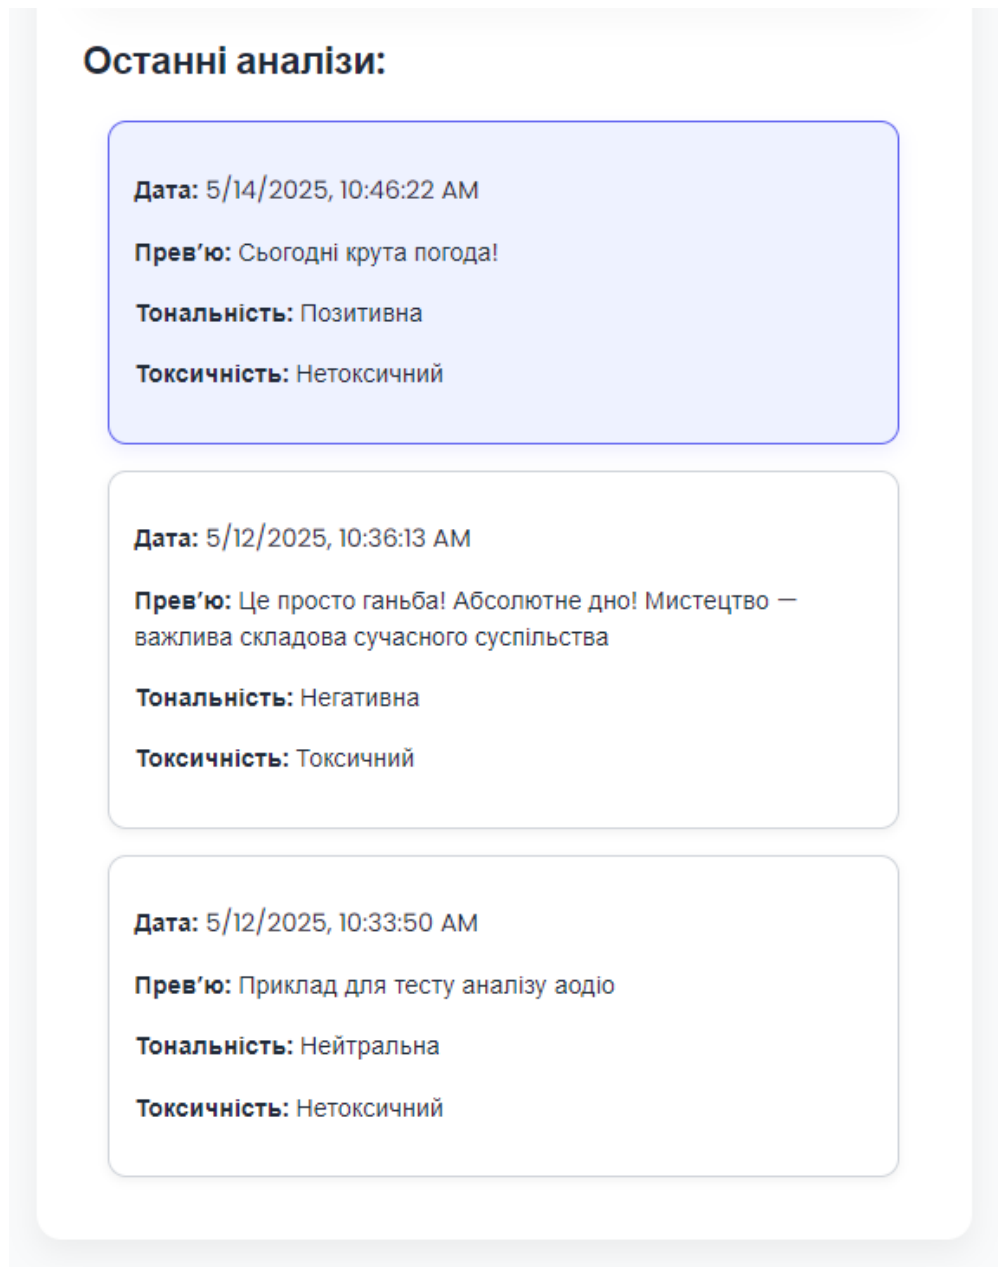 Останні аналізи:
Дата: 5/14/2025, 10:46:22 AM
Прев’ю: Сьогодні крута погода!
Тональність: Позитивна
Токсичність: Нетоксичний
Дата: 5/12/2025, 10:36:13 AM
Прев’ю: Це просто ганьба! Абсолютне дно! Мистецтво —
важлива складова сучасного суспільства
Тональність: Негативна
Токсичність: Токсичний
Дата: 5/12/2025, 10:33:50 AM
Прев’ю: Приклад для тесту аналізу аодіо
Тональність: Нейтральна
Токсичність: Нетоксичний